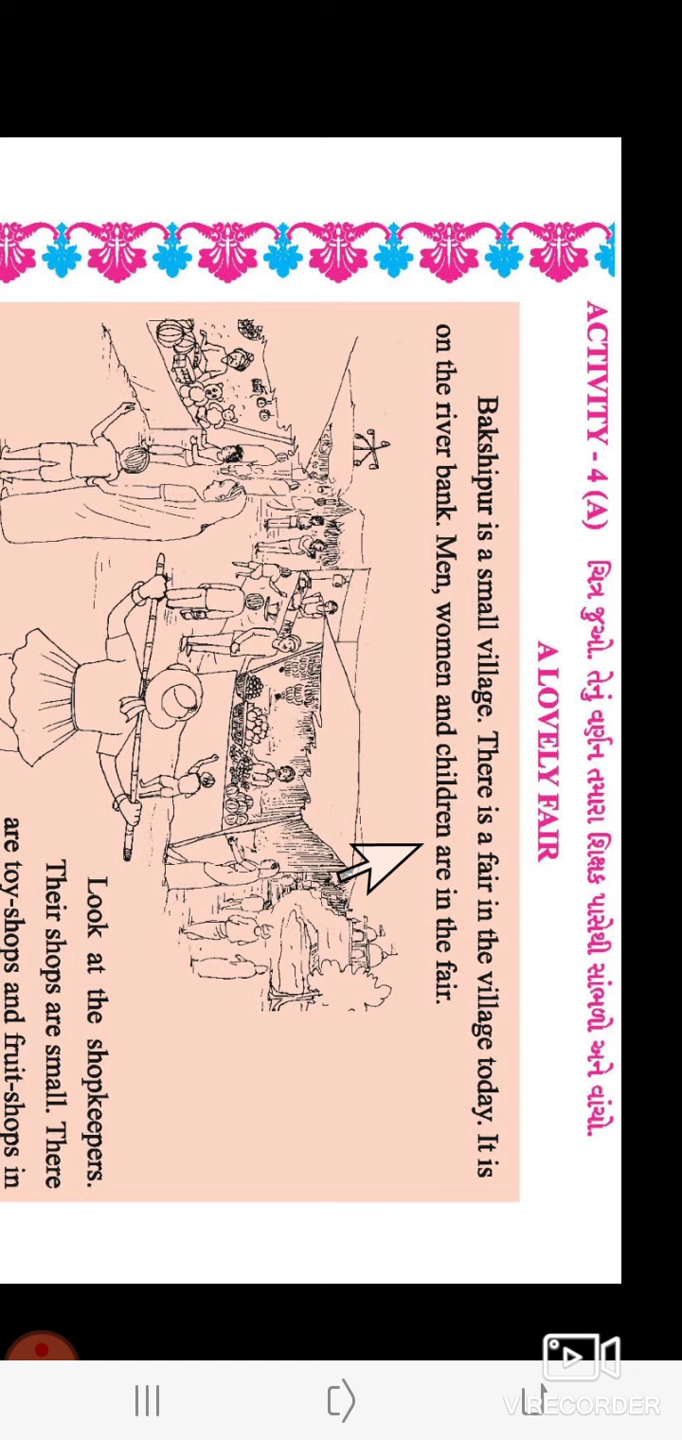 ACTIVITY – 4 (A) ચિત્ર જુઓ. તેનું વર્ણન તમારા શિક્ષક પાસેથી સાંભળો અને વાંચો.
A LOVELY FAIR
Bakshipur is a small village. There is a fair in the village today. It is
on the river bank. Men, women and children are in the fair.
Look at the shopkeepers.
Their shops are small. There
are toy-shops and fruit-shops in
V RECORDER